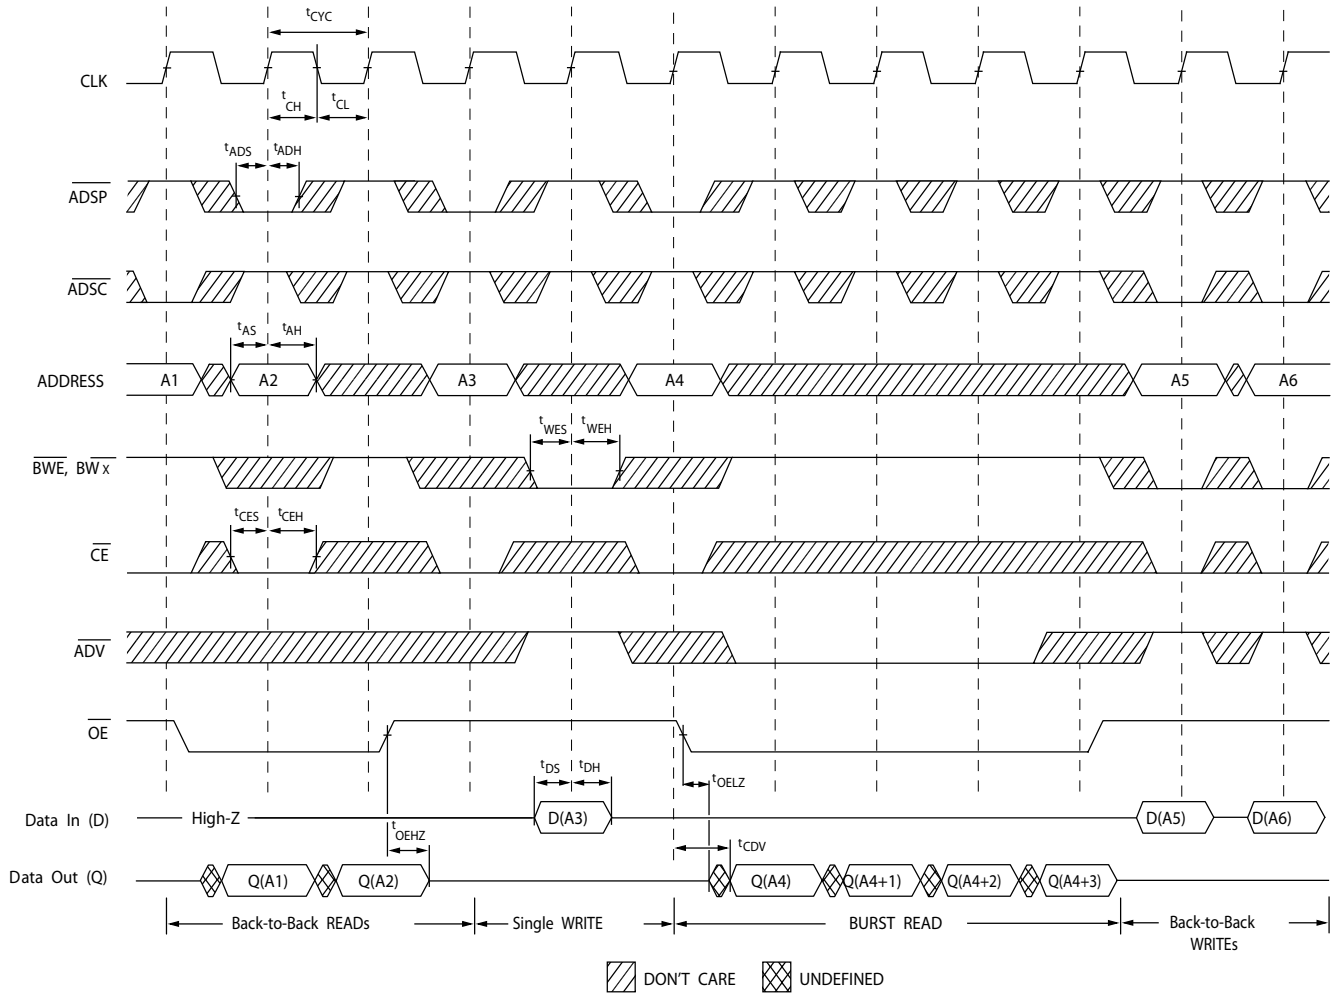 tCYC
CLK
tCH tCL
tADS tADH
ADSP
ADSC
tAS tAH
ADDRESS A1 A2 A3 A4 A5 A6
tWES tWEH
BWE, BW x
tCES tCEH
CE
ADV
OE
tDS tDH tOELZ
Data In (D) High-Z D(A3) D(A5) D(A6)
tOEHZ tCDV
Data Out (Q) Q(A1) Q(A2) Q(A4) Q(A4+1) Q(A4+2) Q(A4+3)
Back-to-Back READs Single WRITE BURST READ Back-to-Back
WRITEs
DON'T CARE UNDEFINED